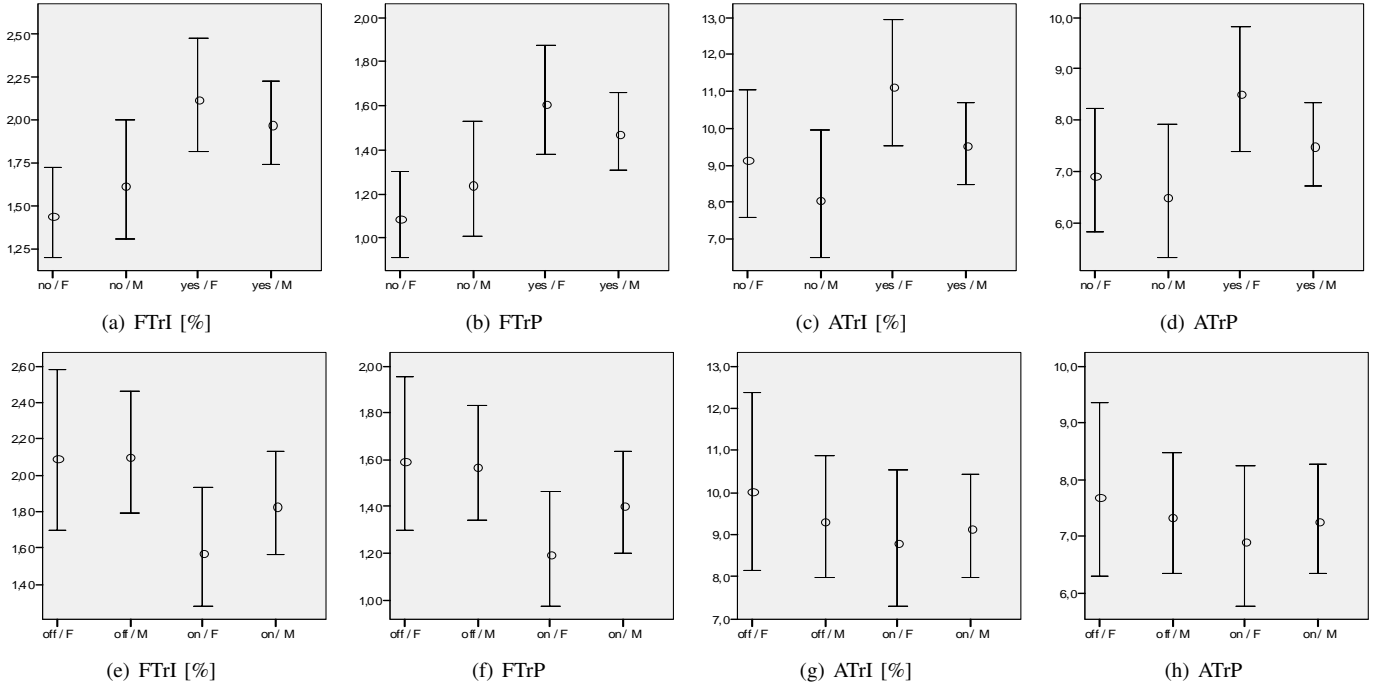 2,50
2,25
2,00
1,75
1,50
1,25
no / F
no / M
yes / F
yes / M
(a) FTrI [%]
2,00
1,80
1,60
1,40
1,20
1,00
no / F
no / M
yes / F
yes / M
(b) FTrP
13,0
12,0
11,0
10,0
9,0
8,0
7,0
no / F
no / M
yes / F
yes / M
(c) ATrI [%]
10,0
9,0
8,0
7,0
6,0
no / F
no / M
yes / F
yes / M
(d) ATrP
2,60
2,40
2,20
2,00
1,80
1,60
1,40
off / F
off / M
on / F
on / M
(e) FTrI [%]
2,00
1,80
1,60
1,40
1,20
1,00
off / F
off / M
on / F
on / M
(f) FTrP
13,0
12,0
11,0
10,0
9,0
8,0
7,0
off / F
off / M
on / F
on / M
(g) ATrI [%]
10,0
9,0
8,0
7,0
6,0
off / F
off / M
on / F
on / M
(h) ATrP